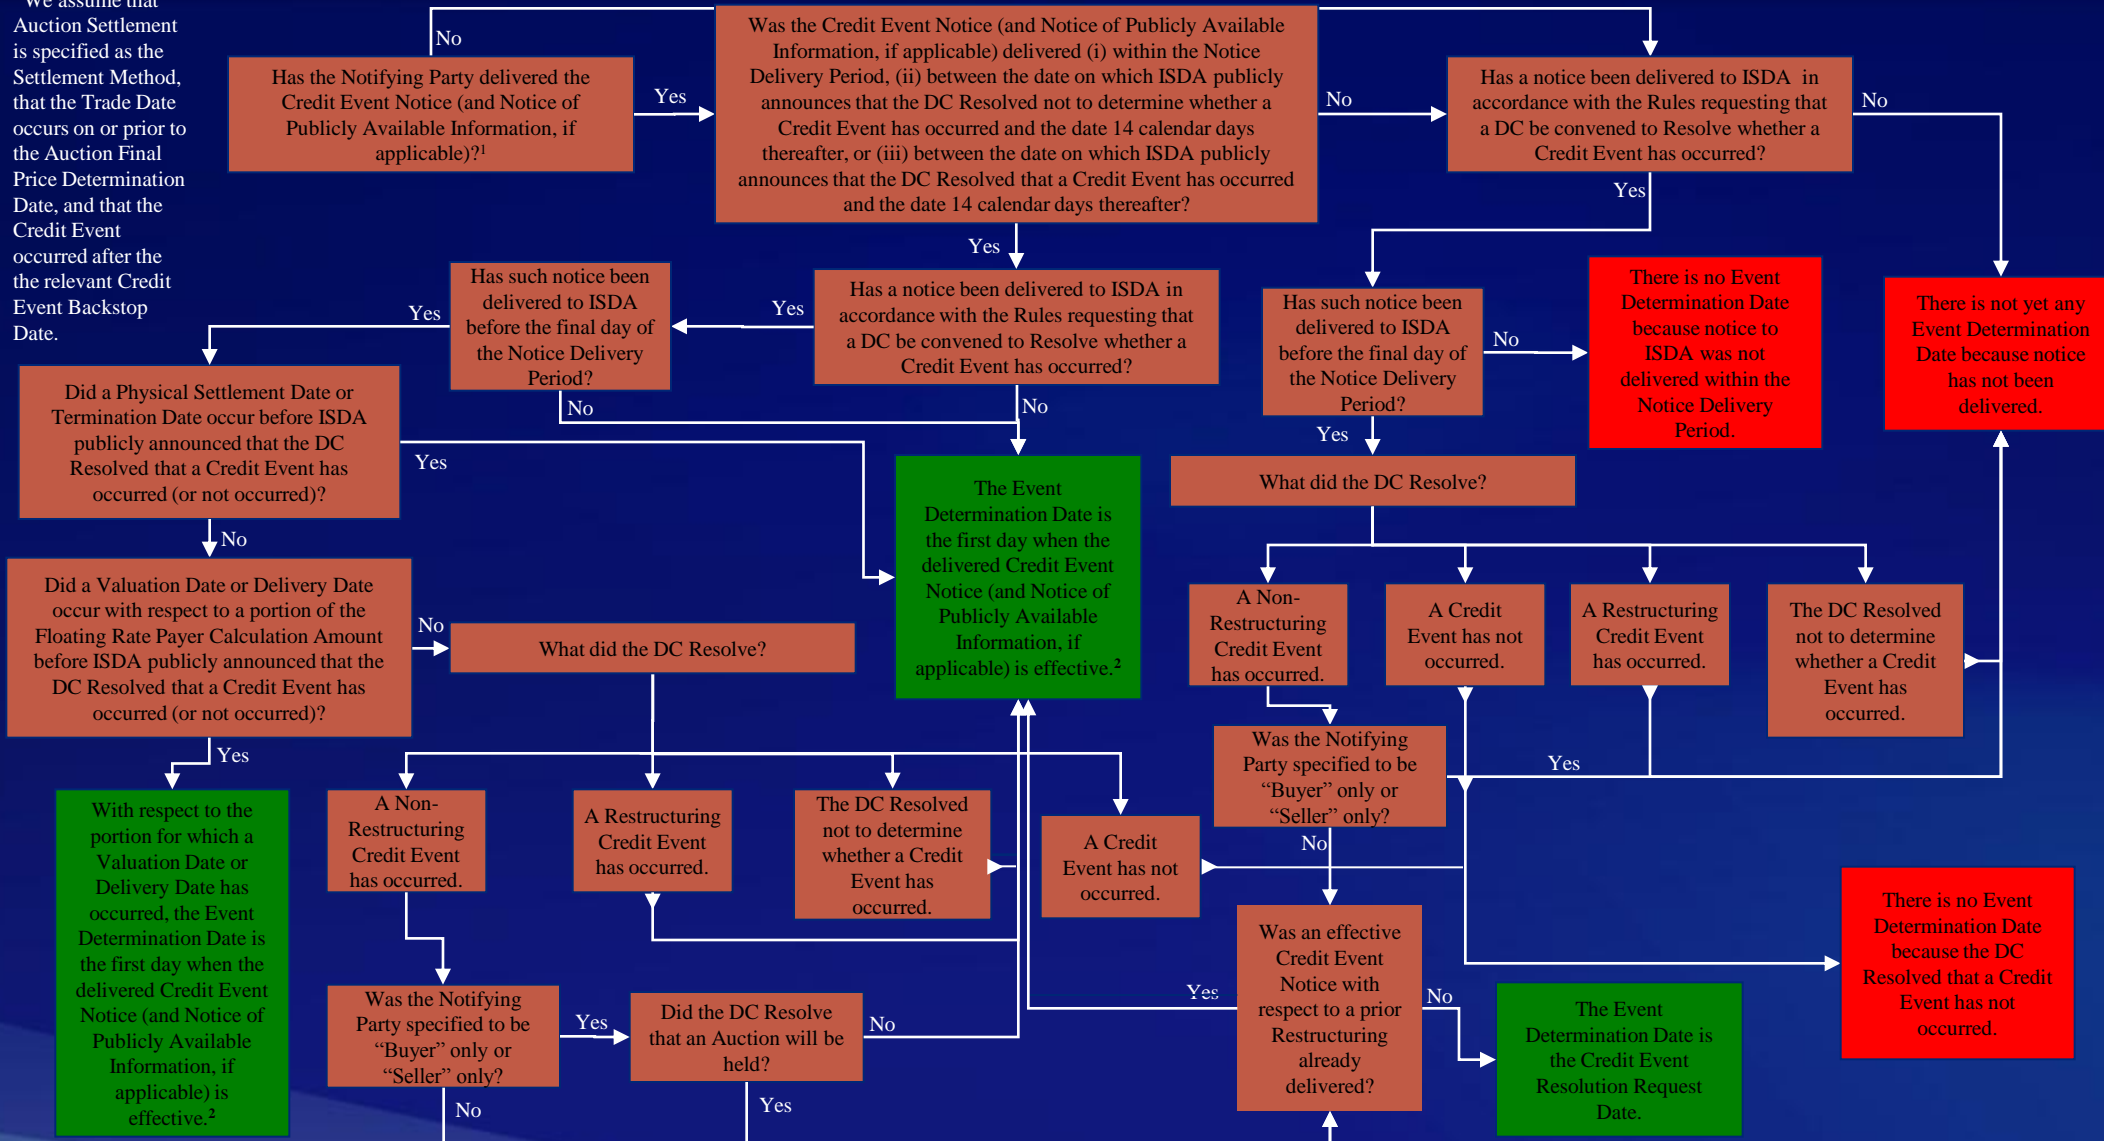 We assume that
Auction Settlement
is specified as the
Settlement Method,
that the Trade Date
occurs on or prior to
the Auction Final
Price Determination
Date, and that the
Credit Event
occurred after the
the relevant Credit
Event Backstop
Date.
No
Has the Notifying Party delivered the
Credit Event Notice (and Notice of
Publicly Available Information, if
applicable)?¹
Yes
Was the Credit Event Notice (and Notice of Publicly Available
Information, if applicable) delivered (i) within the Notice
Delivery Period, (ii) between the date on which ISDA publicly
announces that the DC Resolved not to determine whether a
Credit Event has occurred and the date 14 calendar days
thereafter, or (iii) between the date on which ISDA publicly
announces that the DC Resolved that a Credit Event has occurred
and the date 14 calendar days thereafter?
No
Has a notice been delivered to ISDA in
accordance with the Rules requesting that
a DC be convened to Resolve whether a
Credit Event has occurred?
No
Yes
Yes
Has such notice been
delivered to ISDA
before the final day of
the Notice Delivery
Period?
Yes
Yes
Has a notice been delivered to ISDA in
accordance with the Rules requesting that
a DC be convened to Resolve whether a
Credit Event has occurred?
Has such notice been
delivered to ISDA
before the final day of
the Notice Delivery
Period?
No
There is no Event
Determination Date
because notice to
ISDA was not
delivered within the
Notice Delivery
Period.
There is not yet any
Event Determination
Date because notice
has not been
delivered.
Did a Physical Settlement Date or
Termination Date occur before ISDA
publicly announced that the DC
Resolved that a Credit Event has
occurred (or not occurred)?
No
No
Yes
Yes
What did the DC Resolve?
The Event
Determination Date is
the first day when the
delivered Credit Event
Notice (and Notice of
Publicly Available
Information, if
applicable) is effective.²
No
Did a Valuation Date or Delivery Date
occur with respect to a portion of the
Floating Rate Payer Calculation Amount
before ISDA publicly announced that the
DC Resolved that a Credit Event has
occurred (or not occurred)?
No
What did the DC Resolve?
A Non-
Restructuring
Credit Event
has occurred.
A Credit
Event has not
occurred.
A Restructuring
Credit Event
has occurred.
The DC Resolved
not to determine
whether a Credit
Event has
occurred.
Yes
Was the Notifying
Party specified to be
“Buyer” only or
“Seller” only?
Yes
With respect to the
portion for which a
Valuation Date or
Delivery Date has
occurred, the Event
Determination Date is
the first day when the
delivered Credit Event
Notice (and Notice of
Publicly Available
Information, if
applicable) is
effective.²
A Non-
Restructuring
Credit Event
has occurred.
A Restructuring
Credit Event
has occurred.
The DC Resolved
not to determine
whether a Credit
Event has
occurred.
A Credit
Event has not
occurred.
No
Was an effective
Credit Event
Notice with
respect to a prior
Restructuring
already
delivered?
Yes
No
There is no Event
Determination Date
because the DC
Resolved that a Credit
Event has not
occurred.
Was the Notifying
Party specified to be
“Buyer” only or
“Seller” only?
Yes
Did the DC Resolve
that an Auction will be
held?
No
The Event
Determination Date is
the Credit Event
Resolution Request
Date.
No
Yes